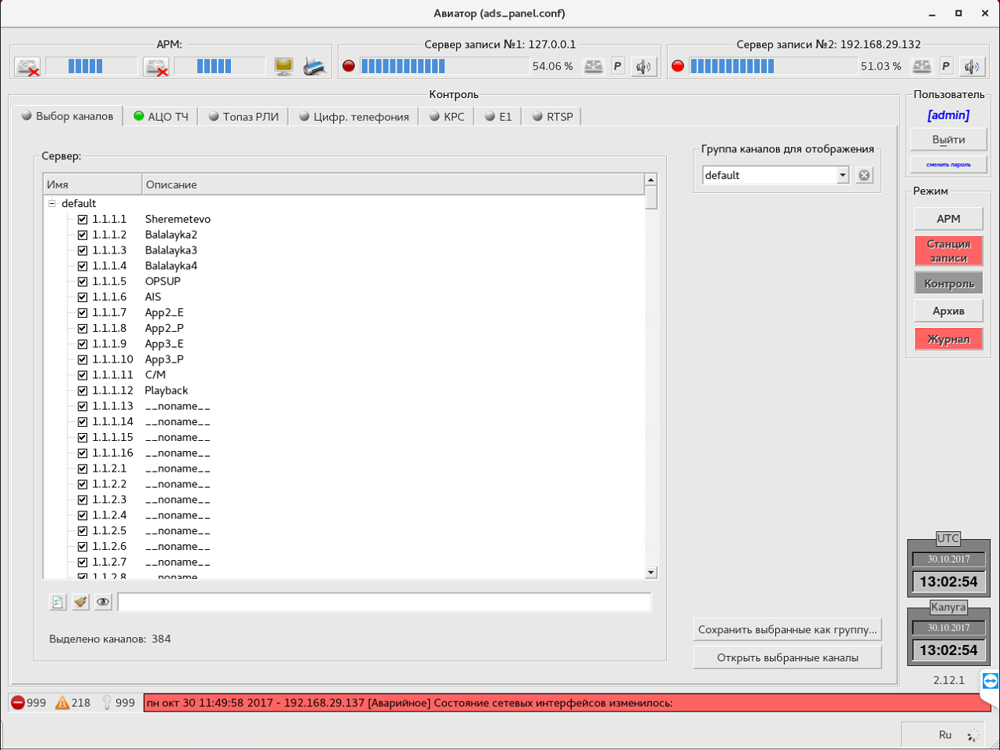 Авиатор (ads_panel.conf)
АРМ:
Сервер записи №1: 127.0.0.1
54.06 %
P
Сервер записи №2: 192.168.29.132
51.03 %
P
Контроль
Выбор каналов
АЦО ТЧ
Топаз РЛИ
Цифр. телефония
КРС
E1
RTSP
Сервер:
Имя Описание
default
1.1.1.1 Sheremetevo
1.1.1.2 Balalayka2
1.1.1.3 Balalayka3
1.1.1.4 Balalayka4
1.1.1.5 OPSUP
1.1.1.6 AIS
1.1.1.7 App2_E
1.1.1.8 App2_P
1.1.1.9 App3_E
1.1.1.10 App3_P
1.1.1.11 C/M
1.1.1.12 Playback
1.1.1.13 __noname__
1.1.1.14 __noname__
1.1.1.15 __noname__
1.1.1.16 __noname__
1.1.2.1 __noname__
1.1.2.2 __noname__
1.1.2.3 __noname__
1.1.2.4 __noname__
1.1.2.5 __noname__
1.1.2.6 __noname__
1.1.2.7 __noname__
1.1.2.8 __noname__
Выделено каналов: 384
Группа каналов для отображения
default
Сохранить выбранные как группу...
Открыть выбранные каналы
Пользователь
[admin]
Выйти
сменить пароль
Режим
АРМ
Станция
записи
Контроль
Архив
Журнал
UTC
30.10.2017
13:02:54
Калуга
30.10.2017
13:02:54
2.12.1
999
218
999
пн окт 30 11:49:58 2017 - 192.168.29.137 [Аварийное] Состояние сетевых интерфейсов изменилось:
Ru